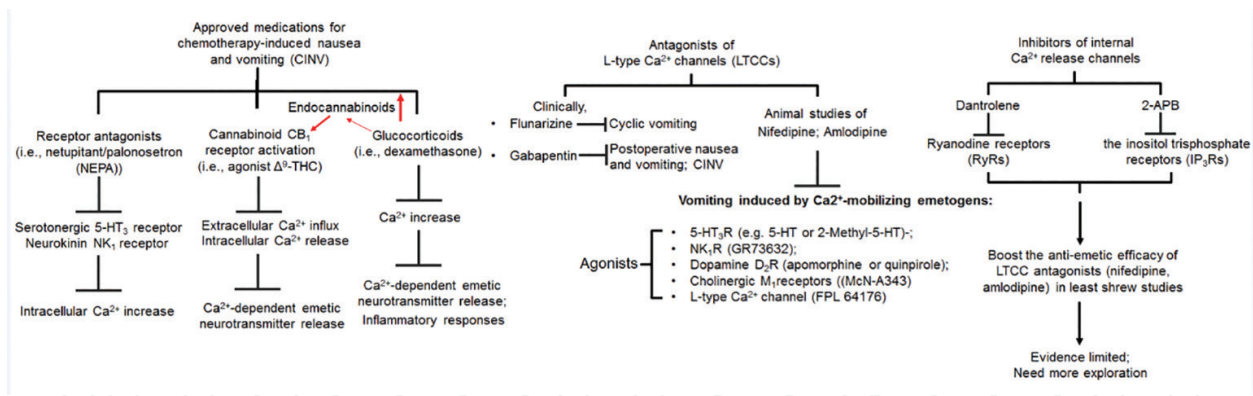 Approved medications for
chemotherapy-induced nausea
and vomiting (CINV)
Endocannabinoids
Receptor antagonists
(i.e., netupitant/palonosetron
(NEPA))
Cannabinoid CB₁
receptor activation
(i.e., agonist Δ⁹-THC)
Glucocorticoids
(i.e., dexamethasone)
Serotonergic 5-HT₃ receptor
Neurokinin NK₁ receptor
Extracellular Ca²⁺ influx
Intracellular Ca²⁺ release
Ca²⁺ increase
Intracellular Ca²⁺ increase
Ca²⁺-dependent emetic
neurotransmitter release
Ca²⁺-dependent emetic
neurotransmitter release;
Inflammatory responses
Antagonists of
L-type Ca²⁺ channels (LTCCs)
Clinically,
• Flunarizine
Cyclic vomiting
• Gabapentin
Postoperative nausea
and vomiting; CINV
Animal studies of
Nifedipine; Amlodipine
Vomiting induced by Ca2⁺-mobilizing emetogens:
Agonists
• 5-HT₃R (e.g. 5-HT or 2-Methyl-5-HT)-;
• NK₁R (GR73632);
• Dopamine D₂R (apomorphine or quinpirole);
• Cholinergic M₁receptors ((McN-A343)
• L-type Ca²⁺ channel (FPL 64176)
Inhibitors of internal
Ca²⁺ release channels
Dantrolene
2-APB
Ryanodine receptors
(RyRs)
the inositol trisphosphate
receptors (IP₃Rs)
Boost the anti-emetic efficacy of
LTCC antagonists (nifedipine,
amlodipine) in least shrew studies
Evidence limited;
Need more exploration